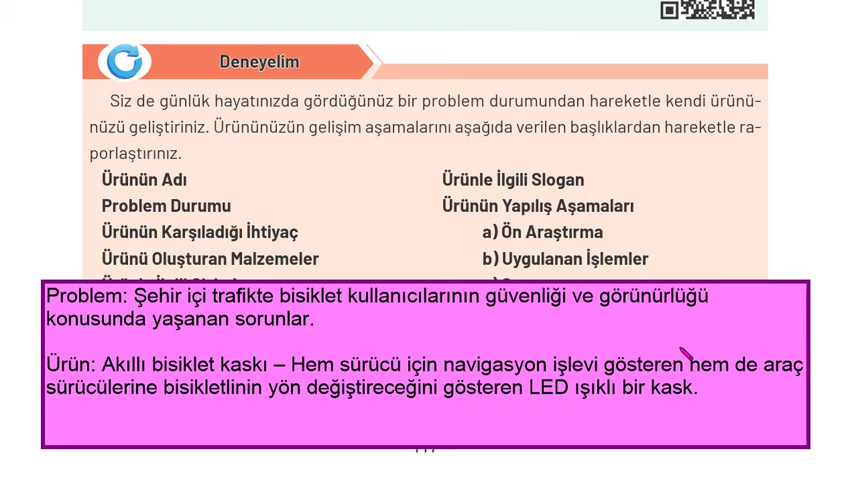 Deneyelim
Siz de günlük hayatınızda gördüğünüz bir problem durumundan hareketle kendi ürünü-
nüzü geliştiriniz. Ürününüzün gelişim aşamalarını aşağıda verilen başlıklardan hareketle ra-
porlaştırınız.
Ürünün Adı
Problem Durumu
Ürünün Karşıladığı İhtiyaç
Ürünü Oluşturan Malzemeler
Ürünle İlgili Slogan
Ürünün Yapılış Aşamaları
a) Ön Araştırma
b) Uygulanan İşlemler
Problem: Şehir içi trafikte bisiklet kullanıcılarının güvenliği ve görünürlüğü
konusunda yaşanan sorunlar.
Ürün: Akıllı bisiklet kaskı – Hem sürücü için navigasyon işlevi gösteren hem de araç
sürücülerine bisikletlinin yön değiştireceğini gösteren LED ışıklı bir kask.